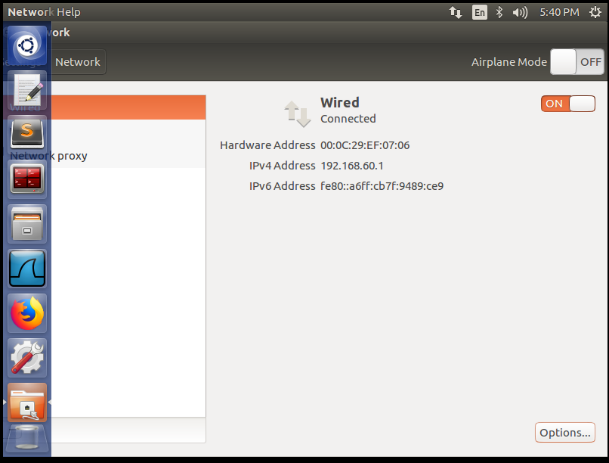 Network Help
En
5:40 PM
work
Network
Airplane Mode
OFF
Wired
Connected
ON
Hardware Address 00:0C:29:EF:07:06
Network proxy
IPv4 Address 192.168.60.1
IPv6 Address fe80::a6ff:cb7f:9489:ce9
S
Options...